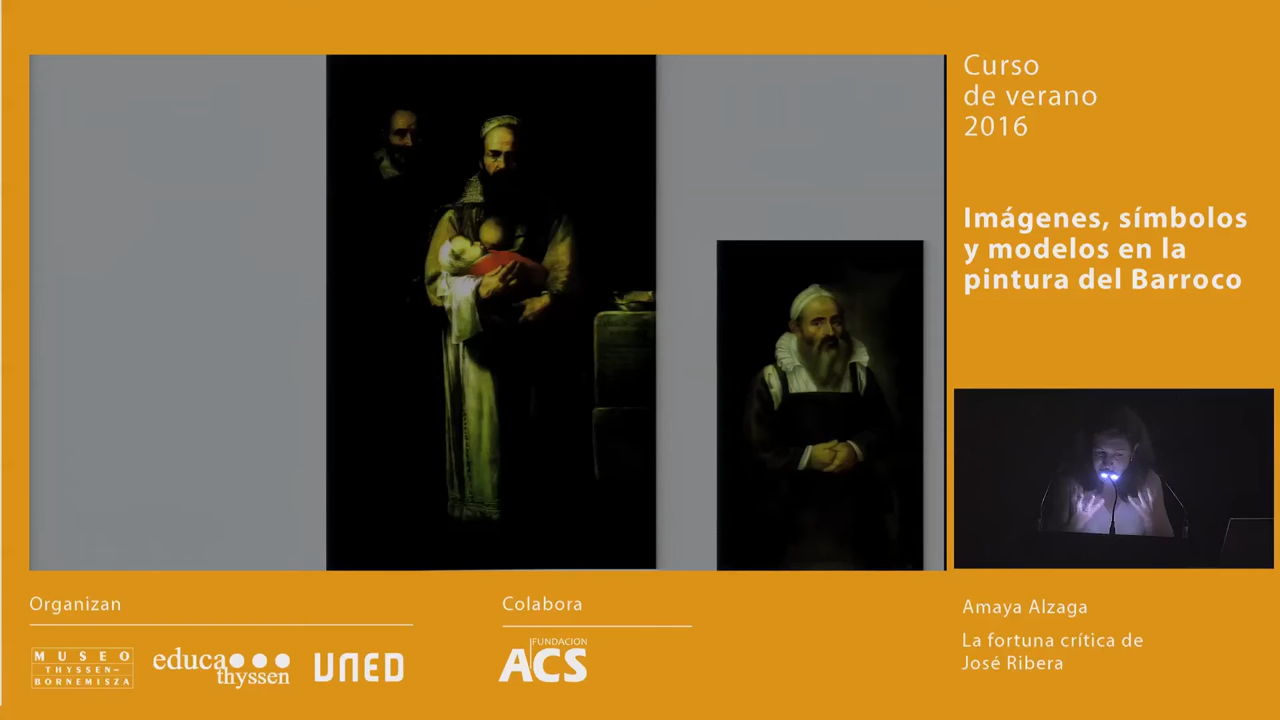 Curso
de verano
2016
Imágenes, símbolos
y modelos en la
pintura del Barroco
Amaya Alzaga
La fortuna crítica de
José Ribera
Organizan
MUSEO
THYSSEN-
BORNEMISZA
educa
thyssen
UNED
Colabora
FUNDACION
ACS